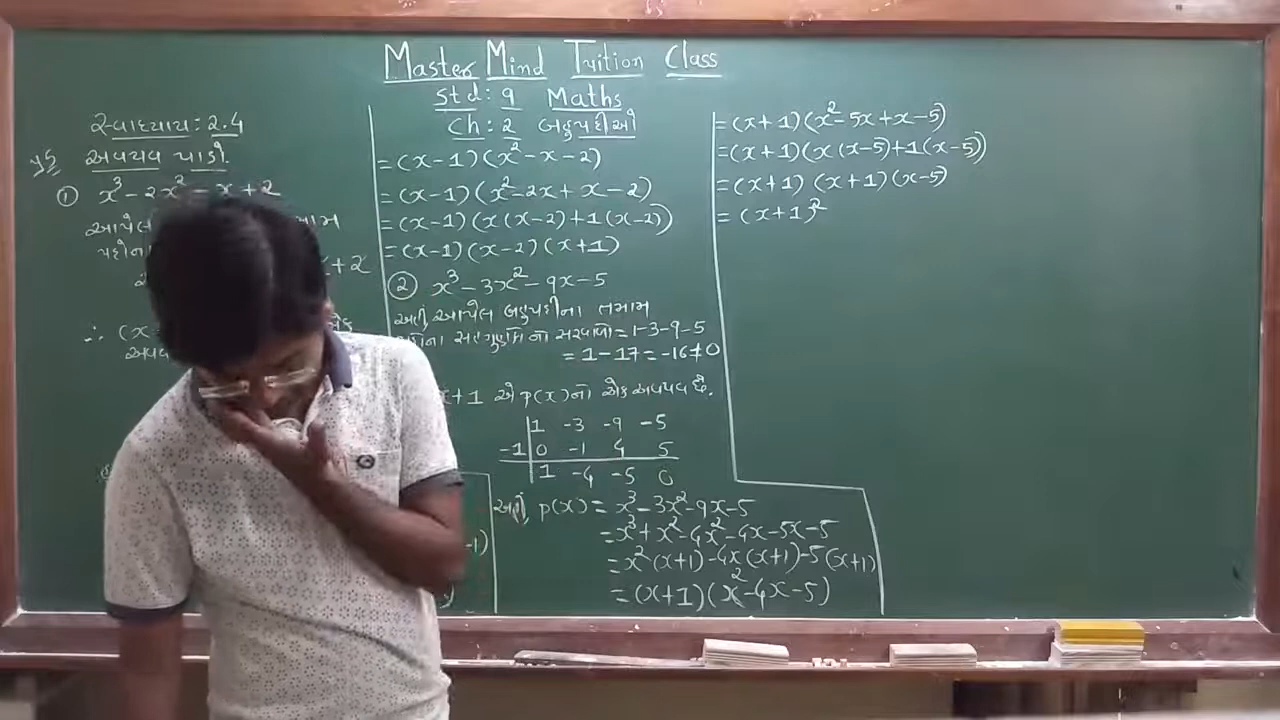 Master Mind Tuition Class
std: 9 Maths
Ch: 2 બહુપદીઓ
સ્વાધ્યાય: 2.4
અવયવ પાડો.
① x³ - 2x² - x + 2
આપેલ
+ 2
∴ (x
= (x-1)(x²-x-2)
= (x-1)(x²-2x+x-2)
= (x-1)(x(x-2)+1(x-2))
= (x-1)(x-2)(x+1)
② x³-3x²-9x-5
અહીં, આપેલ બહુપદીના તમામ
સહગુણકોનો સરવાળો = 1-3-9-5
= 1-17 = -16 ≠ 0
x+1 એ p(x)નો એક અવયવ છે.
1 -3 -9 -5
-1 0 -1 4 5
1 -4 -5 0
અહીં, p(x) = x³-3x²-9x-5
= x³+x²-4x²-4x-5x-5
= x²(x+1)-4x(x+1)-5(x+1)
= (x+1)(x²-4x-5)
= (x+1)(x²-5x+x-5)
= (x+1)(x(x-5)+1(x-5))
= (x+1)(x+1)(x-5)
= (x+1)²